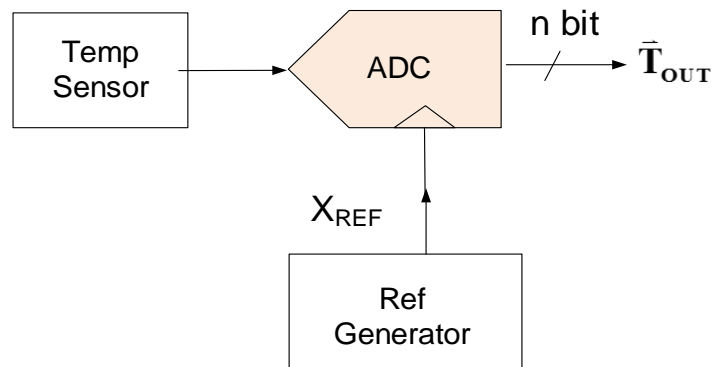 Temp
Sensor
ADC
n bit
T⃗OUT
XREF
Ref
Generator